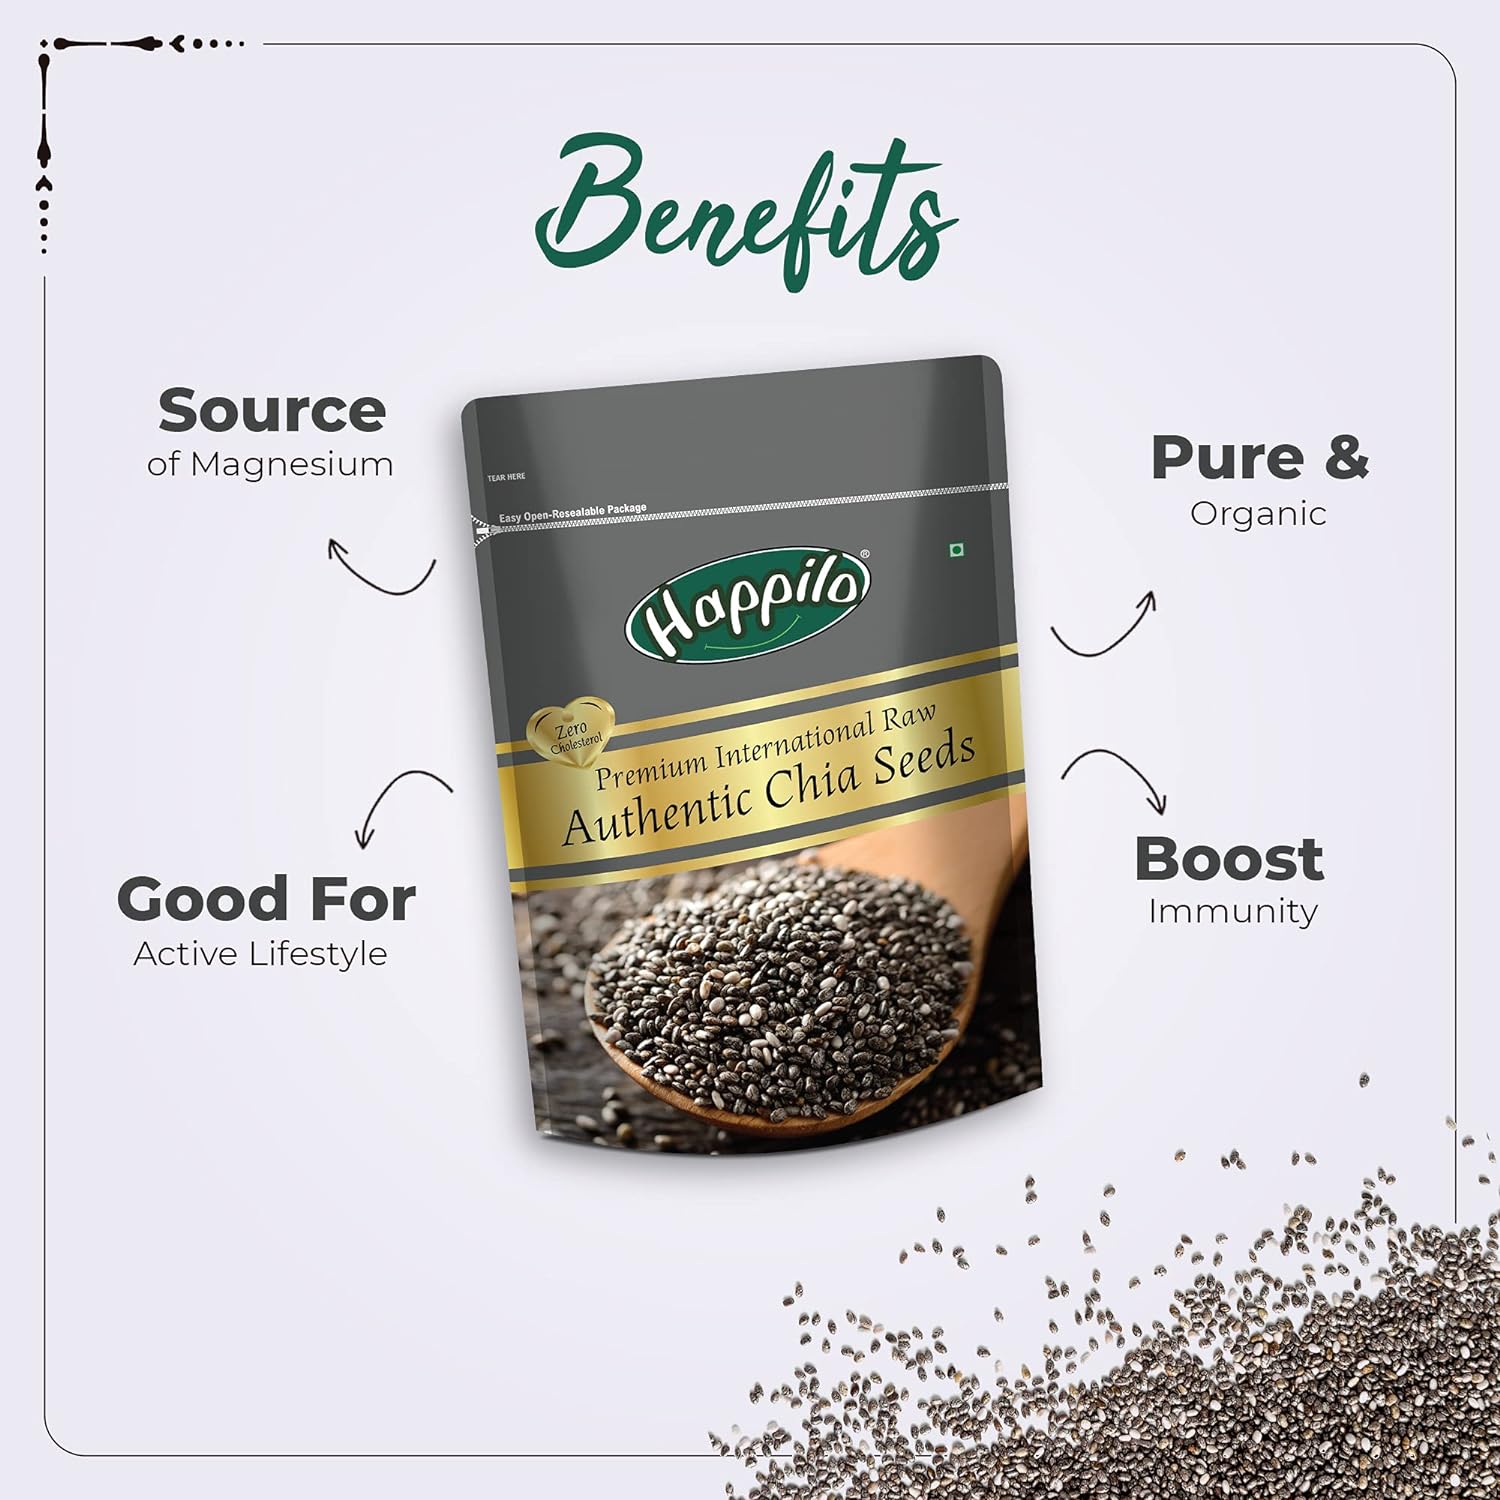 Benefits
Source
of Magnesium
Pure &
Organic
TEAR HERE
Easy Open-Resealable Package
Happilo®
Zero
Cholesterol
Premium International Raw
Authentic Chia Seeds
Good For
Active Lifestyle
Boost
Immunity